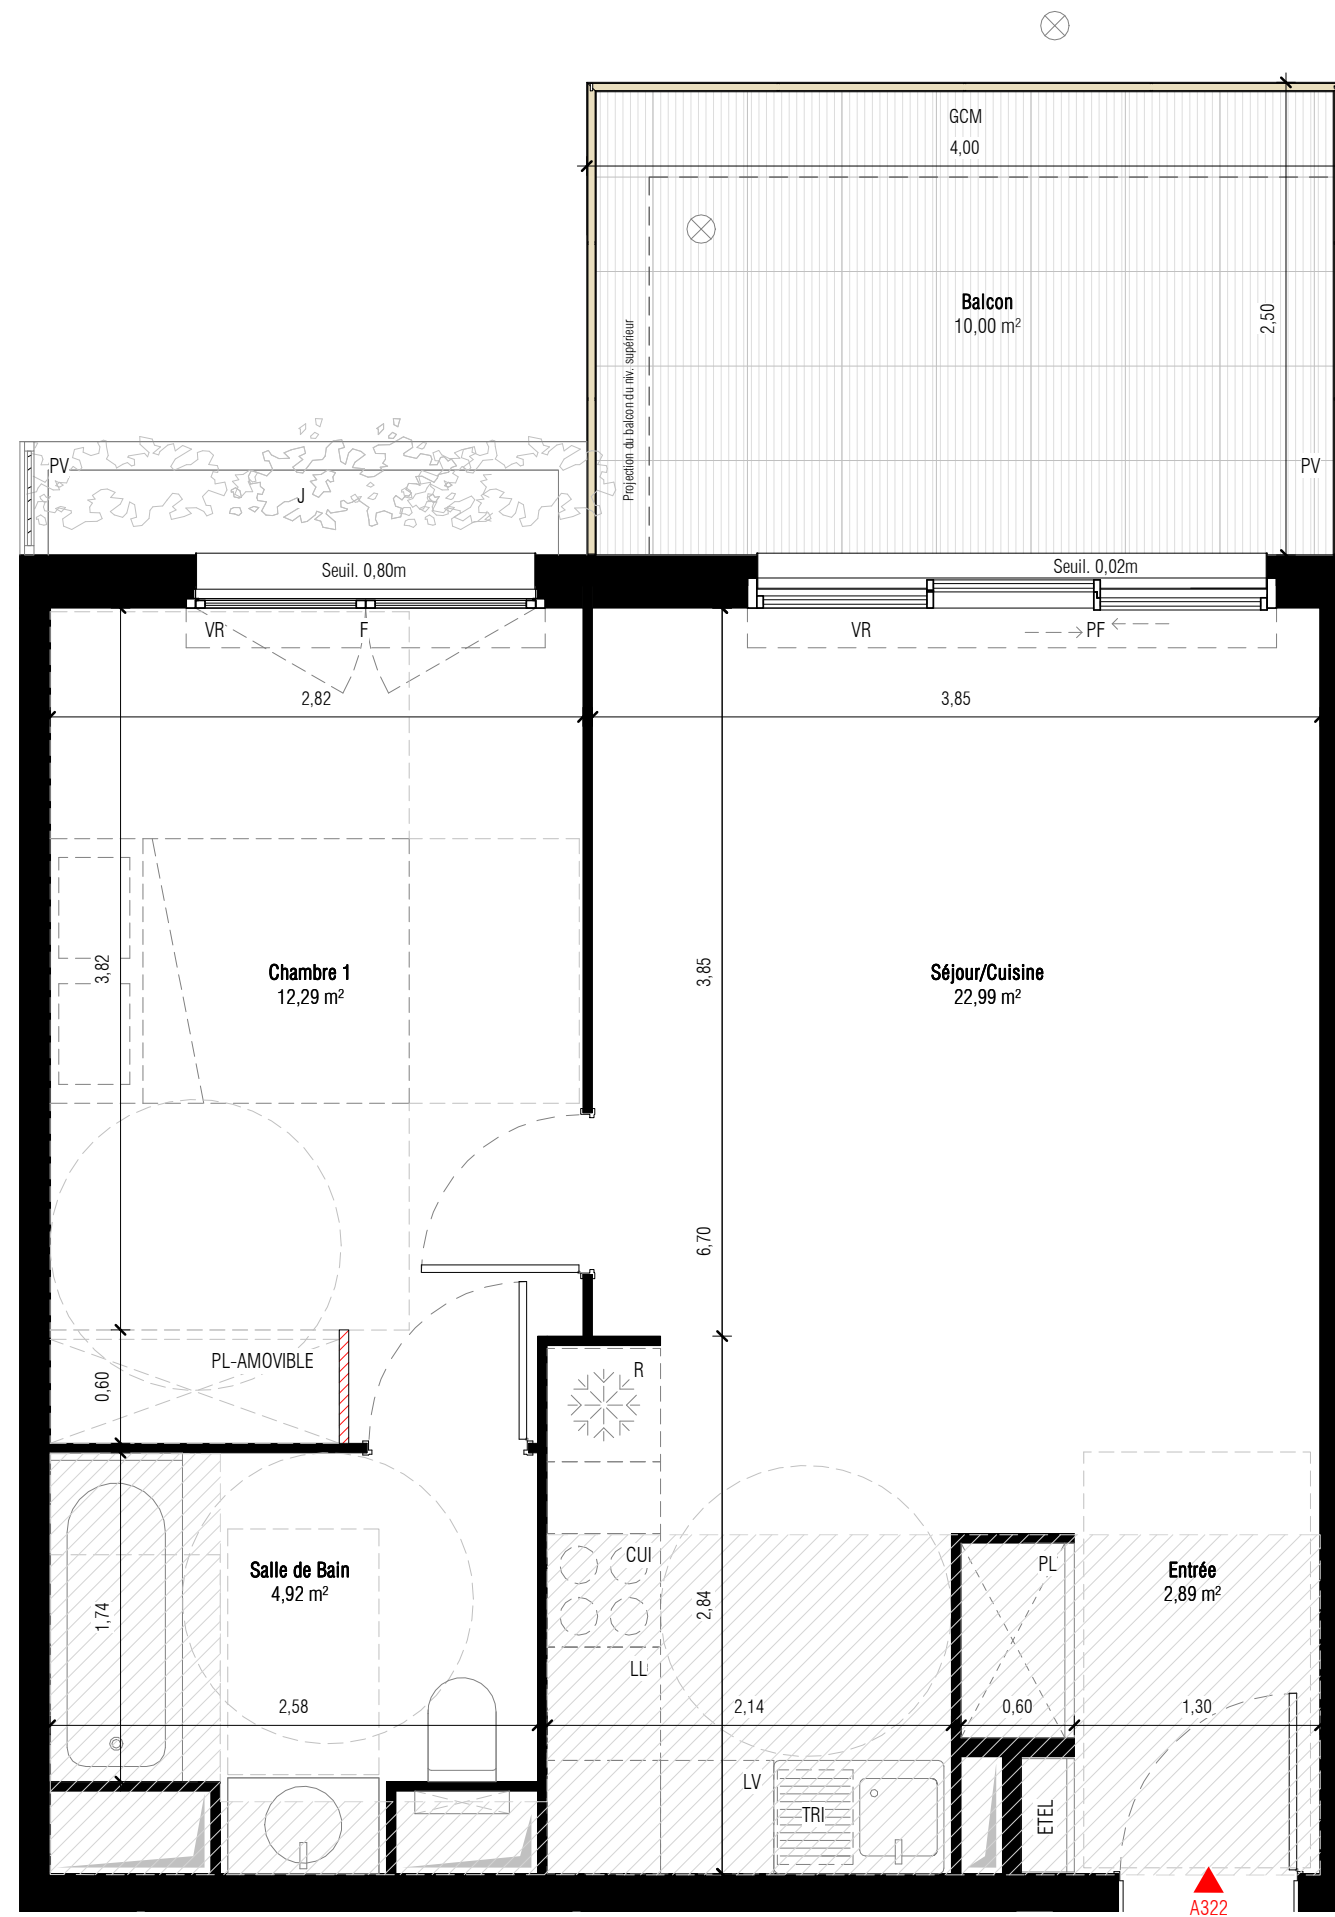 GCM
4,00
Balcon
10,00 m²
2,50
Projection du balcon du niv. supérieur
PV
PV
J
Seuil. 0,80m
Seuil. 0,02m
VR
F
VR
PF
2,82
3,85
3,82
Chambre 1
12,29 m²
3,85
Séjour/Cuisine
22,99 m²
6,70
PL-AMOVIBLE
0,60
R
CUI
PL
Salle de Bain
4,92 m²
Entrée
2,89 m²
1,74
2,84
LL
2,58
2,14
0,60
1,30
LV
TRI
ETEL
A322